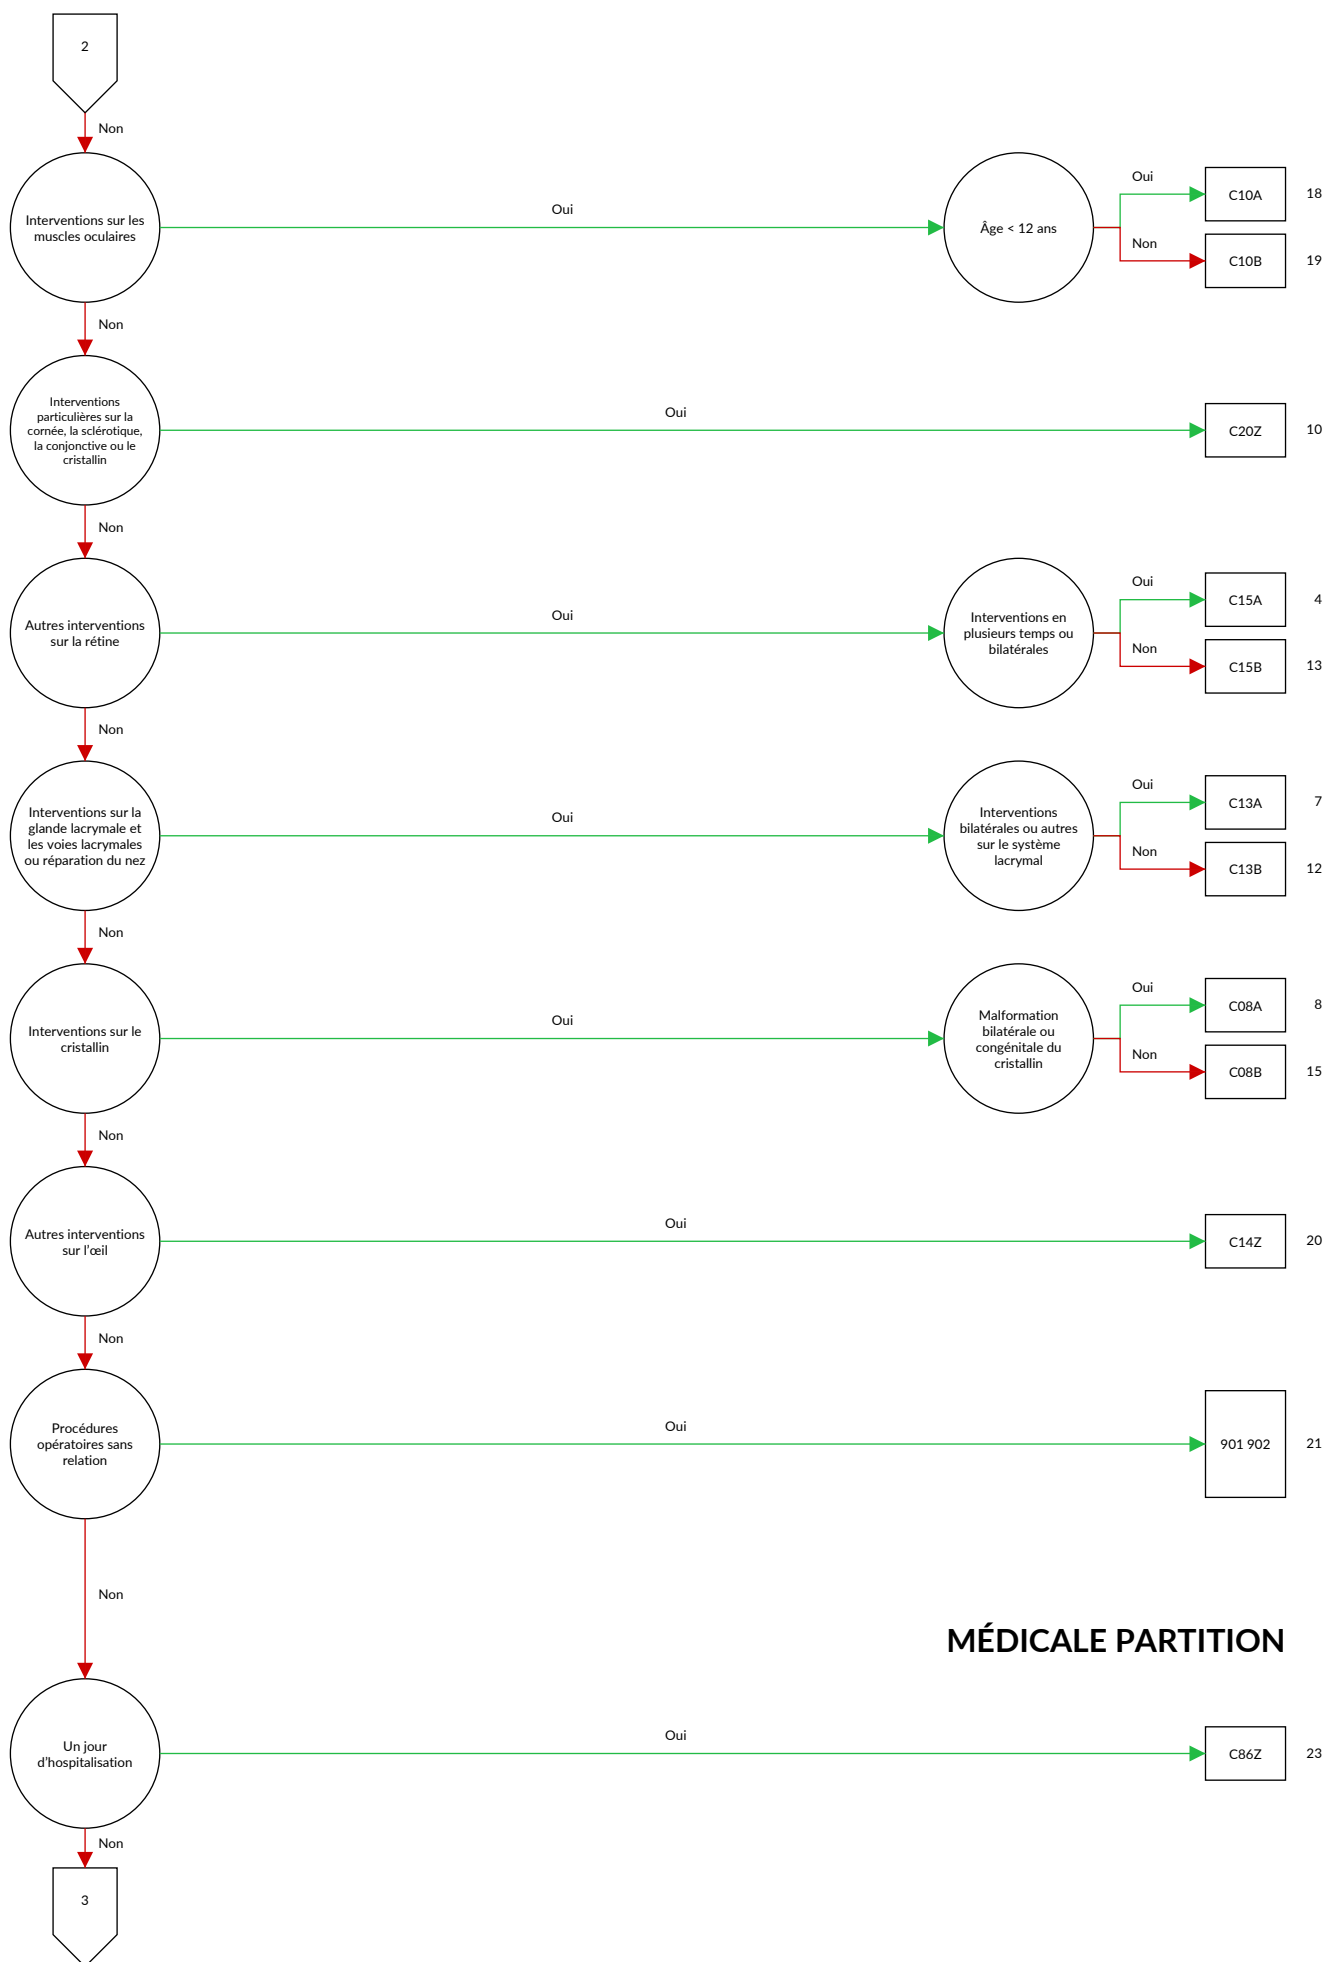 2
Non
Interventions sur les
muscles oculaires
Oui
Âge < 12 ans
Oui
C10A
18
Non
C10B
19
Non
Interventions
particulières sur la
cornée, la sclérotique,
la conjonctive ou le
cristallin
Oui
C20Z
10
Non
Autres interventions
sur la rétine
Oui
Interventions en
plusieurs temps ou
bilatérales
Oui
C15A
4
Non
C15B
13
Non
Interventions sur la
glande lacrymale et
les voies lacrymales
ou réparation du nez
Oui
Interventions
bilatérales ou autres
sur le système
lacrymal
Oui
C13A
7
Non
C13B
12
Non
Interventions sur le
cristallin
Oui
Malformation
bilatérale ou
congénitale du
cristallin
Oui
C08A
8
Non
C08B
15
Non
Autres interventions
sur l'œil
Oui
C14Z
20
Non
Procédures
opératoires sans
relation
Oui
901 902
21
Non
MÉDICALE PARTITION
Un jour
d'hospitalisation
Oui
C86Z
23
Non
3